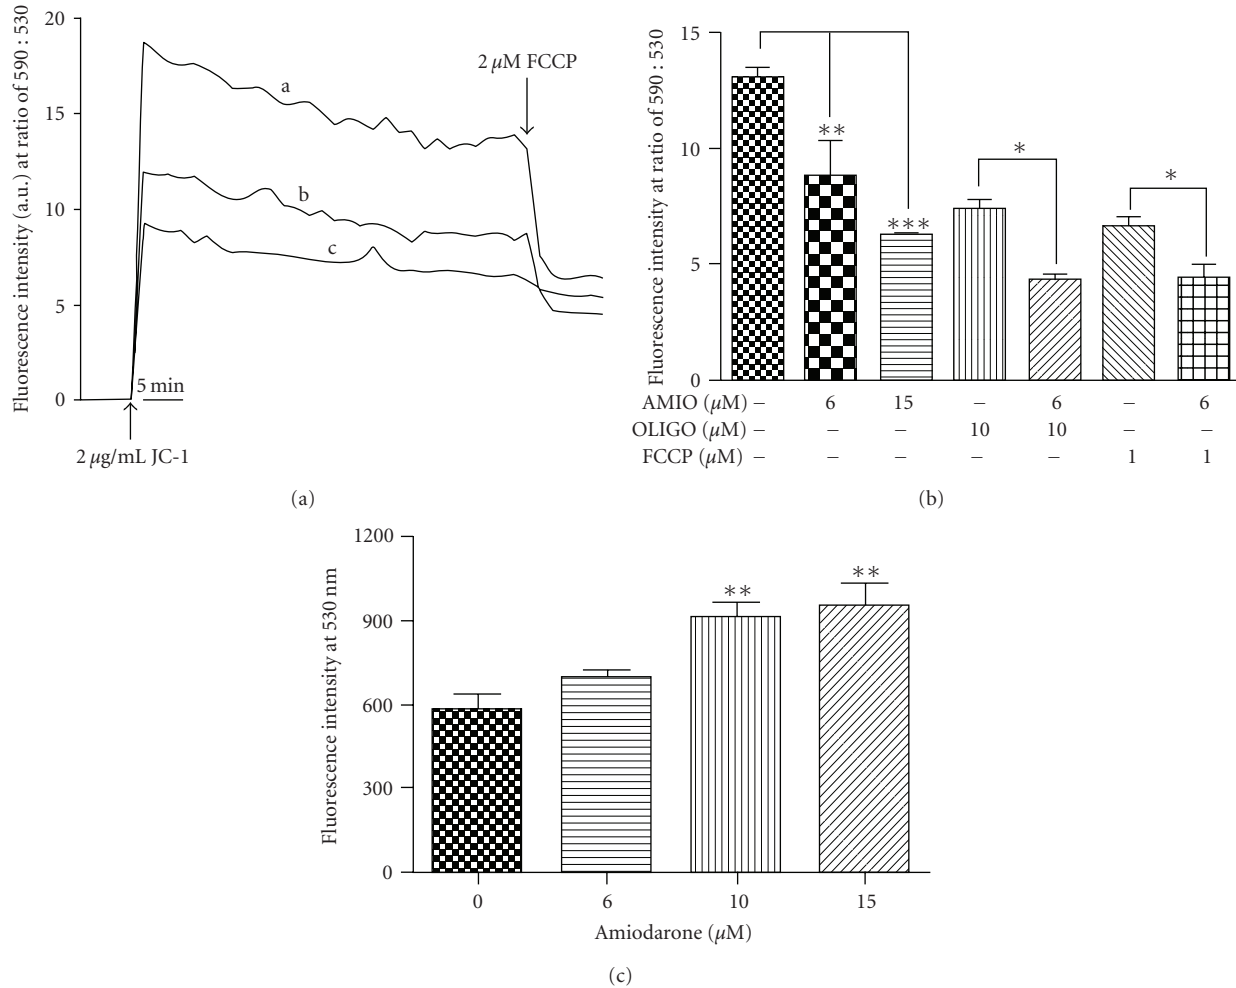 Fluorescence intensity (a.u.) at ratio of 590 : 530
20
15
10
5
0
a
b
c
2 μM FCCP
5 min
2 μg/mL JC-1
(a)
Fluorescence intensity at ratio of 590 : 530
15
10
5
0
**
***
*
*
AMIO (μM) – 6 15 – 6 – 6
OLIGO (μM) – – – 10 10 – –
FCCP (μM) – – – – – 1 1
(b)
Fluorescence intensity at 530 nm
1200
900
600
300
0
**
**
0 6 10 15
Amiodarone (μM)
(c)